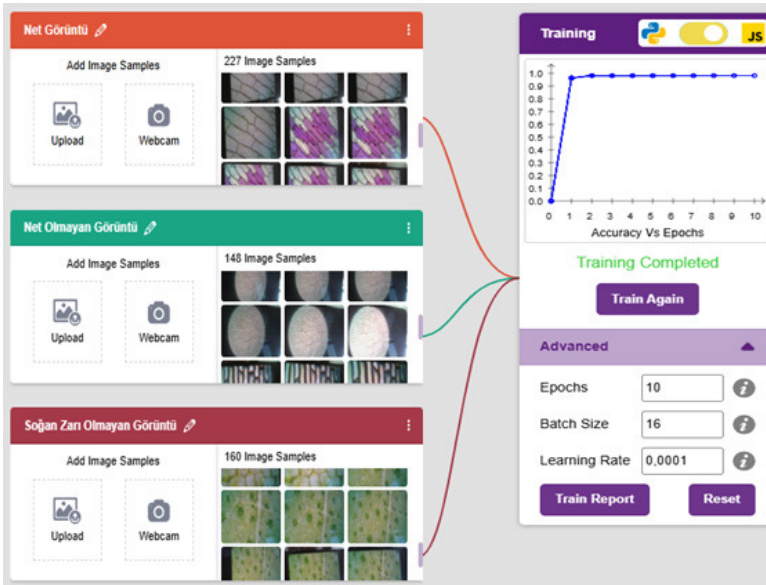 Net Görüntü
Add Image Samples
Upload
Webcam
227 Image Samples
Net Olmayan Görüntü
Add Image Samples
Upload
Webcam
148 Image Samples
Soğan Zarı Olmayan Görüntü
Add Image Samples
Upload
Webcam
160 Image Samples
Training
JS
1.0
0.9
0.8
0.7
0.6
0.5
0.4
0.3
0.2
0.1
0.0
0 1 2 3 4 5 6 7 8 9 10
Accuracy Vs Epochs
Training Completed
Train Again
Advanced
Epochs 10
Batch Size 16
Learning Rate 0,0001
Train Report Reset